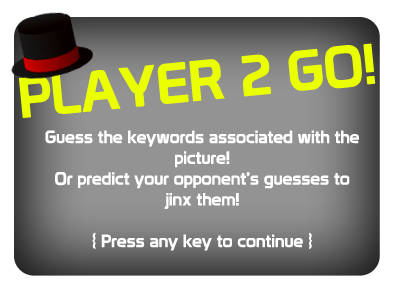 PLAYER 2 GO!
Guess the keywords associated with the
picture!
Or predict your opponent's guesses to
jinx them!
{ Press any key to continue }